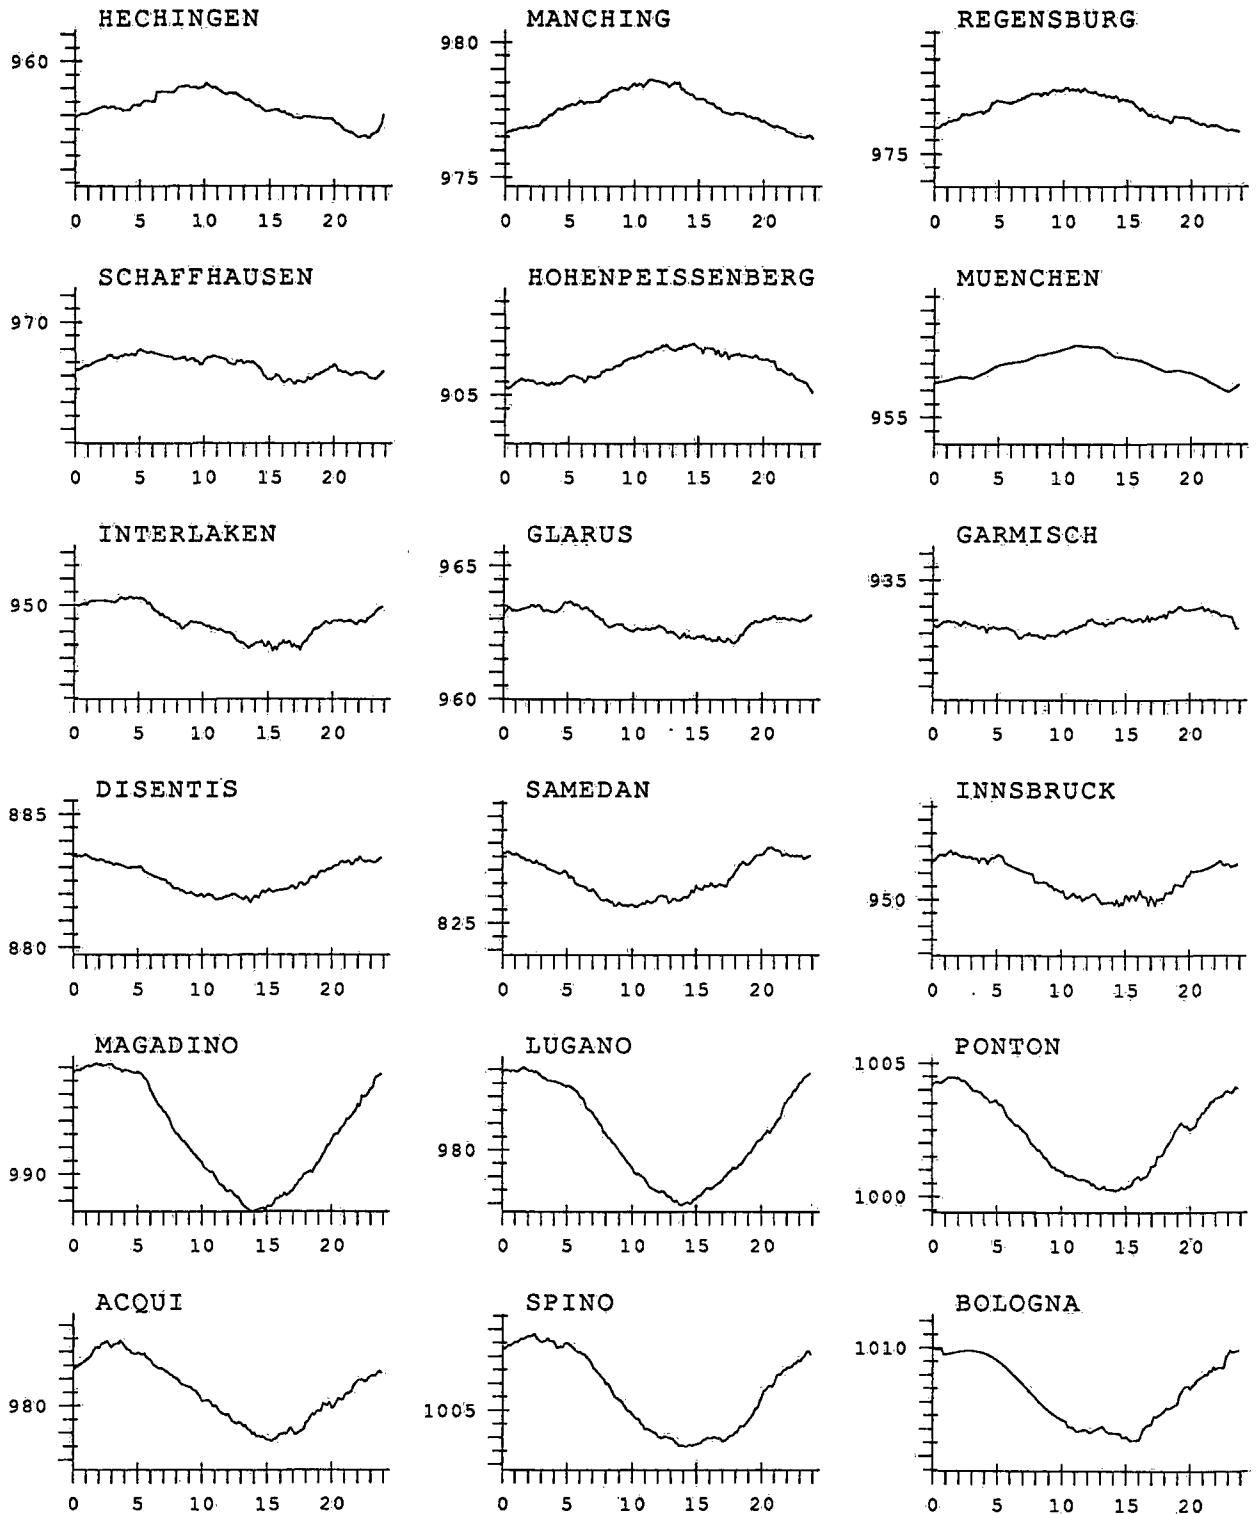 HECHINGEN MANCHING REGENSBURG
960 980 975
975
0 5 10 15 20 0 5 10 15 20 0 5 10 15 20
SCHAFFHAUSEN HOHENPEISSENBERG MUENCHEN
970 905 955
0 5 10 15 20 0 5 10 15 20 0 5 10 15 20
INTERLAKEN GLARUS GARMISCH
950 965 935
960
0 5 10 15 20 0 5 10 15 20 0 5 10 15 20
DISENTIS SAMEDAN INNSBRUCK
885 825 950
880
0 5 10 15 20 0 5 10 15 20 0 5 10 15 20
MAGADINO LUGANO PONTON
990 980 1005
1000
0 5 10 15 20 0 5 10 15 20 0 5 10 15 20
ACQUI SPINO BOLOGNA
980 1005 1010
0 5 10 15 20 0 5 10 15 20 0 5 10 15 20